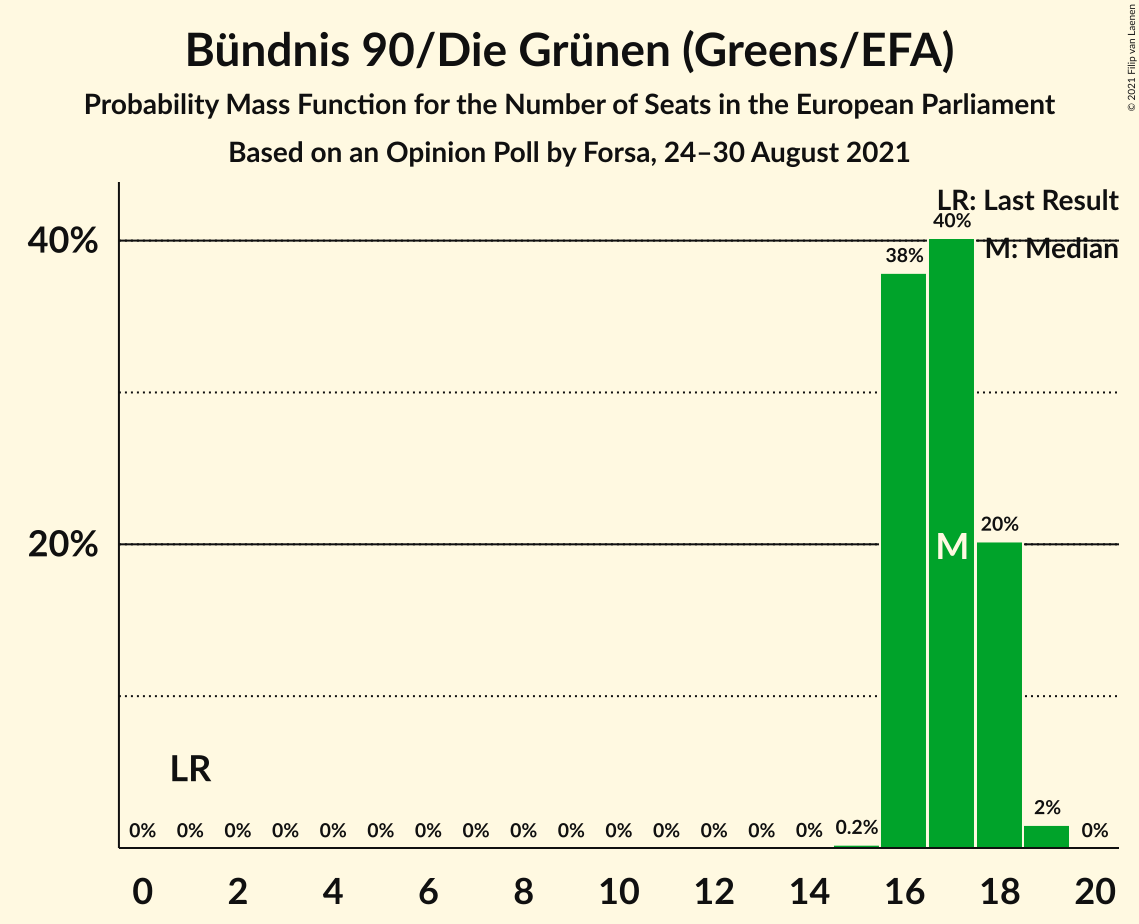 Bündnis 90/Die Grünen (Greens/EFA)
Probability Mass Function for the Number of Seats in the European Parliament
Based on an Opinion Poll by Forsa, 24–30 August 2021
© 2021 Filip van Laenen
LR: Last Result
M: Median
40%
20%
40%
38%
20%
M
LR
2%
0% 0% 0% 0% 0% 0% 0% 0% 0% 0% 0% 0% 0% 0% 0% 0.2% 0%
0 2 4 6 8 10 12 14 16 18 20